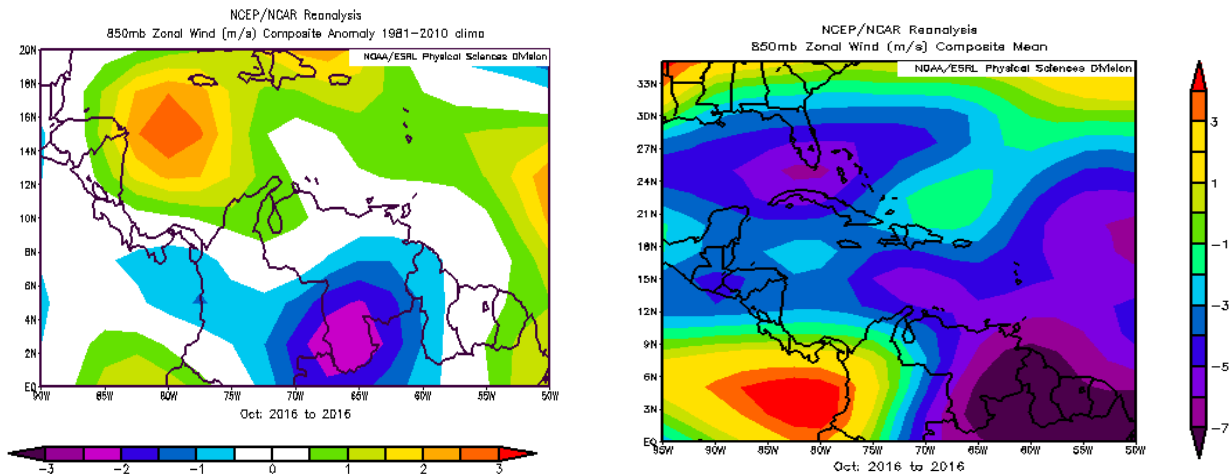 NCEP/NCAR Reanalysis
850mb Zonal Wind (m/s) Composite Anomaly 1981-2010 climo
NOAA/ESRL Physical Sciences Division
20N
18N
16N
14N
12N
10N
8N
6N
4N
2N
EQ
90W
85W
80W
75W
70W
65W
60W
55W
50W
Oct: 2016 to 2016
-3
-2
-1
0
1
2
3
NCEP/NCAR Reanalysis
850mb Zonal Wind (m/s) Composite Mean
NOAA/ESRL Physical Sciences Division
33N
30N
27N
24N
21N
18N
15N
12N
9N
6N
3N
EQ
95W
90W
85W
80W
75W
70W
65W
60W
55W
50W
Oct: 2016 to 2016
3
1
-1
-3
-5
-7